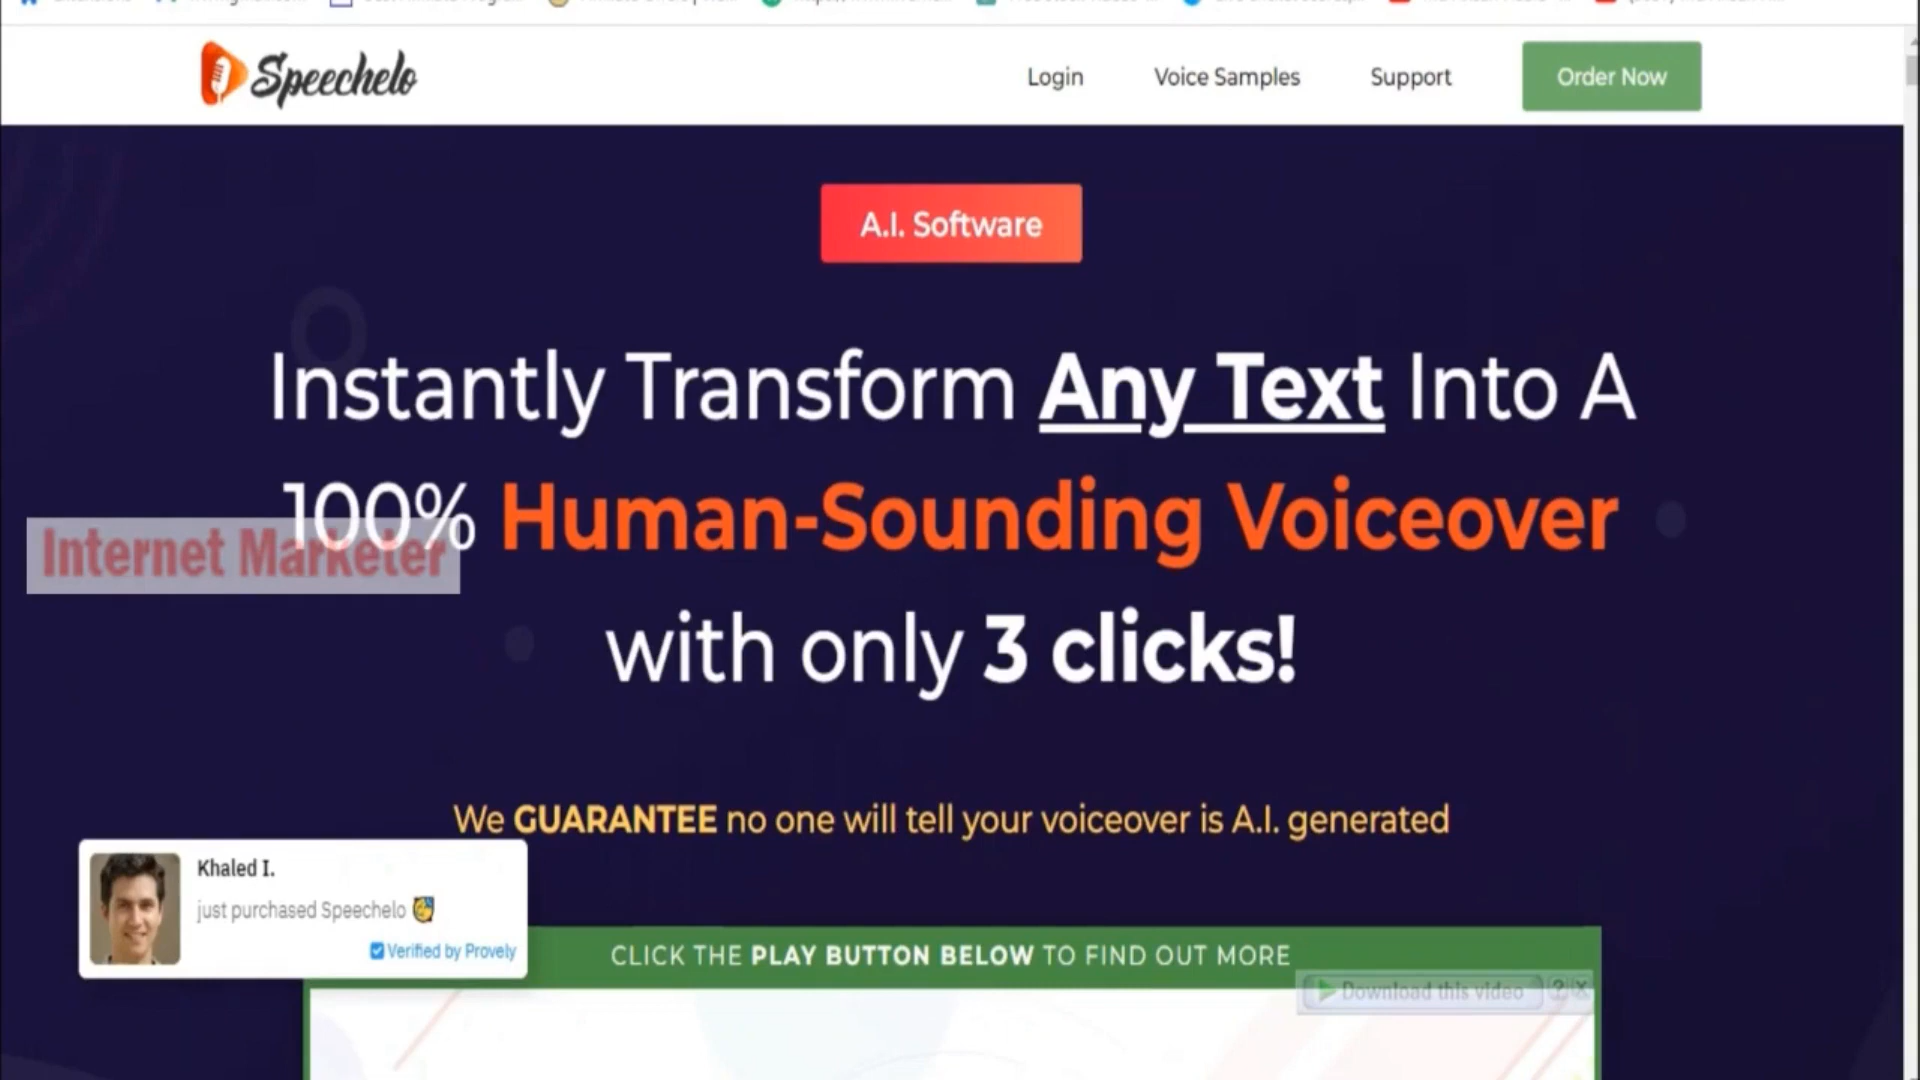 Speechelo
Login
Voice Samples
Support
Order Now
A.I. Software
Instantly Transform Any Text Into A
100% Human-Sounding Voiceover
Internet Marketer
with only 3 clicks!
We GUARANTEE no one will tell your voiceover is A.I. generated
Khaled I.
just purchased Speechelo
Verified by Provely
CLICK THE PLAY BUTTON BELOW TO FIND OUT MORE
Download this video ? X